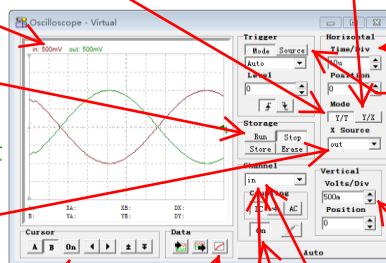 Oscilloscope - Virtual
in: 500mV out: 500mV
Trigger
Mode Source
Auto
Level
0
Horizontal
Time/Div
10u
Position
0
Mode
Y/T Y/X
X Source
out
Storage
Run Stop
Store Erase
Channel
in
Coupling
DC AC
On
Vertical
Volts/Div
500m
Position
0
XA: XB: DX:
B: YA: YB: DY:
Cursor
A B On
Data
Auto